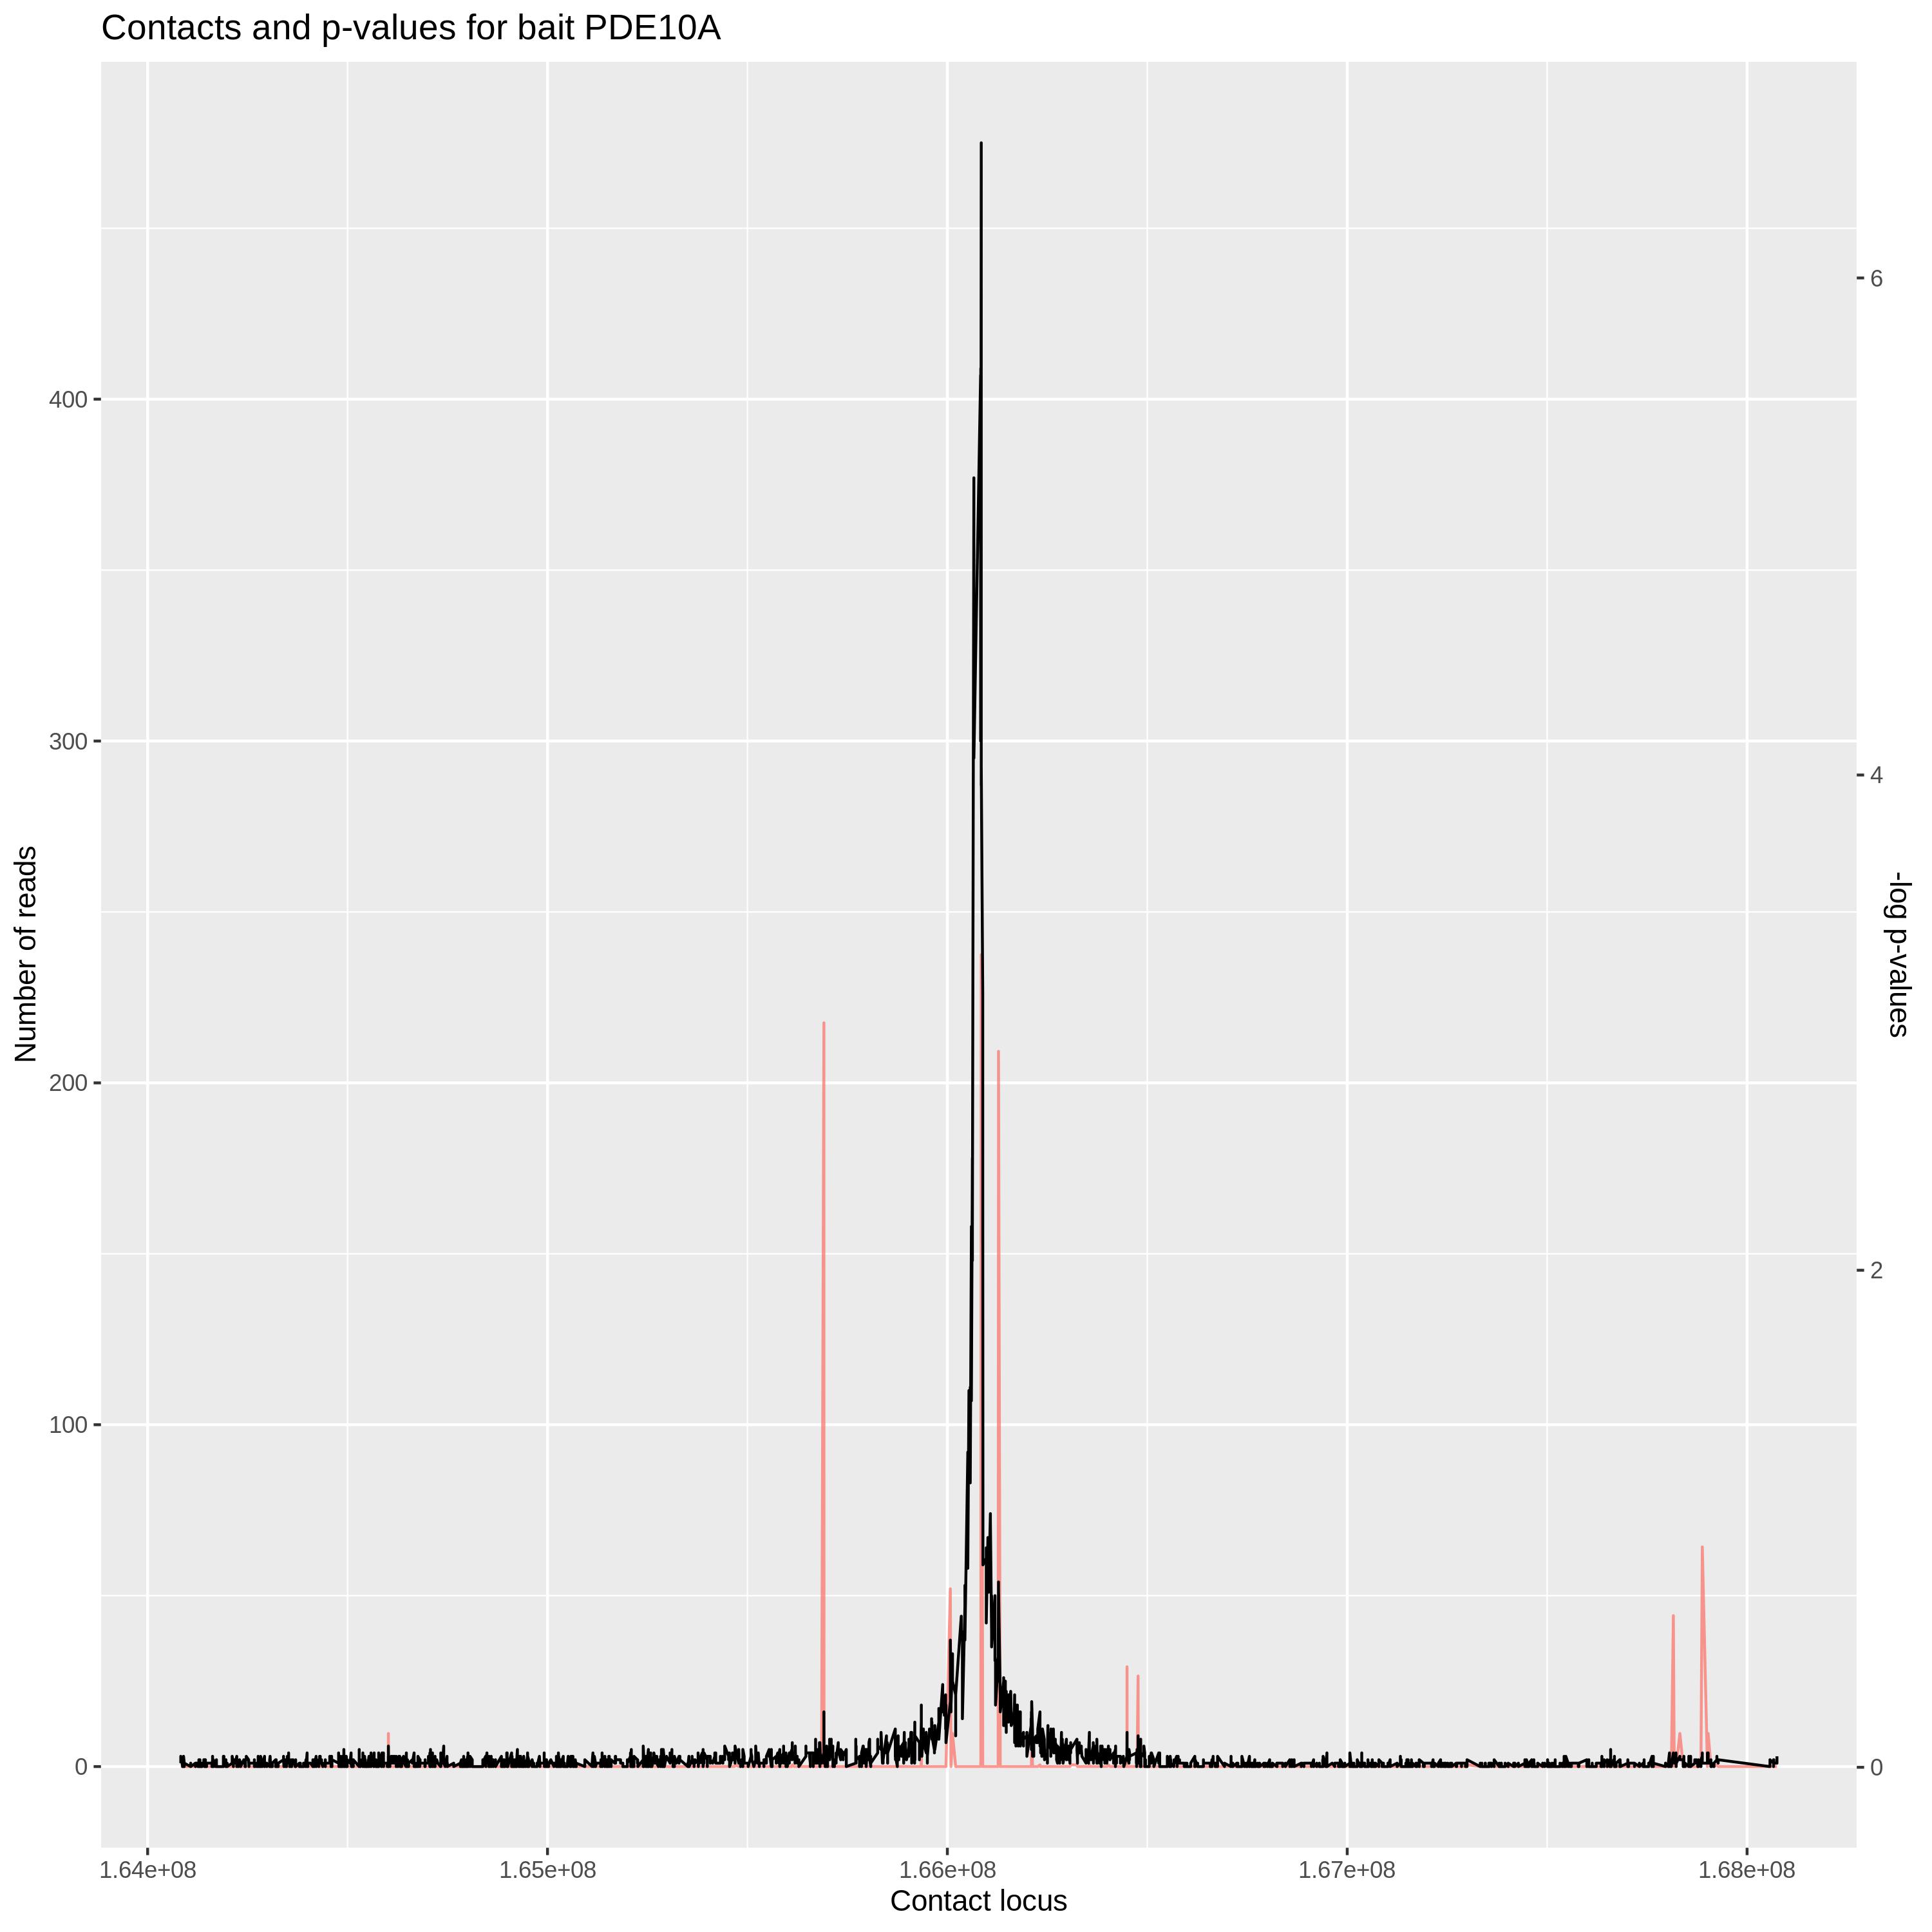 Contacts and p-values for bait PDE10A
Number of reads
400
300
200
100
0
6
4
2
0
-log p-values
1.64e+08
1.65e+08
1.66e+08
1.67e+08
1.68e+08
Contact locus